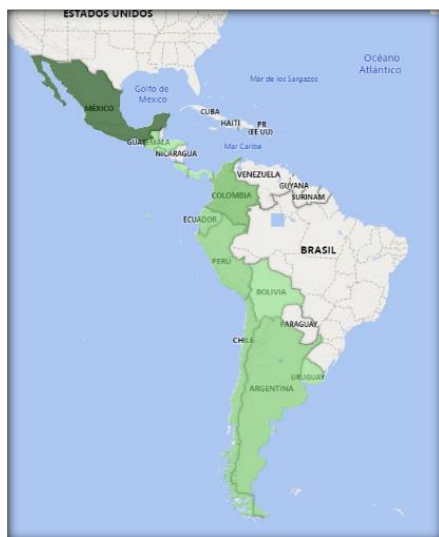 ESTADOS UNIDOS
Océano
Atlántico
Golfo de
Mexico
Mar de los Sargazos
MÉXICO
CUBA
HAITÍ
PR
(EE UU)
GUATEMALA
Mar Caribe
NICARAGUA
VENEZUELA
GUYANA
SURINAM
COLOMBIA
ECUADOR
BRASIL
PERÚ
BOLIVIA
PARAGUAY
CHILE
URUGUAY
ARGENTINA